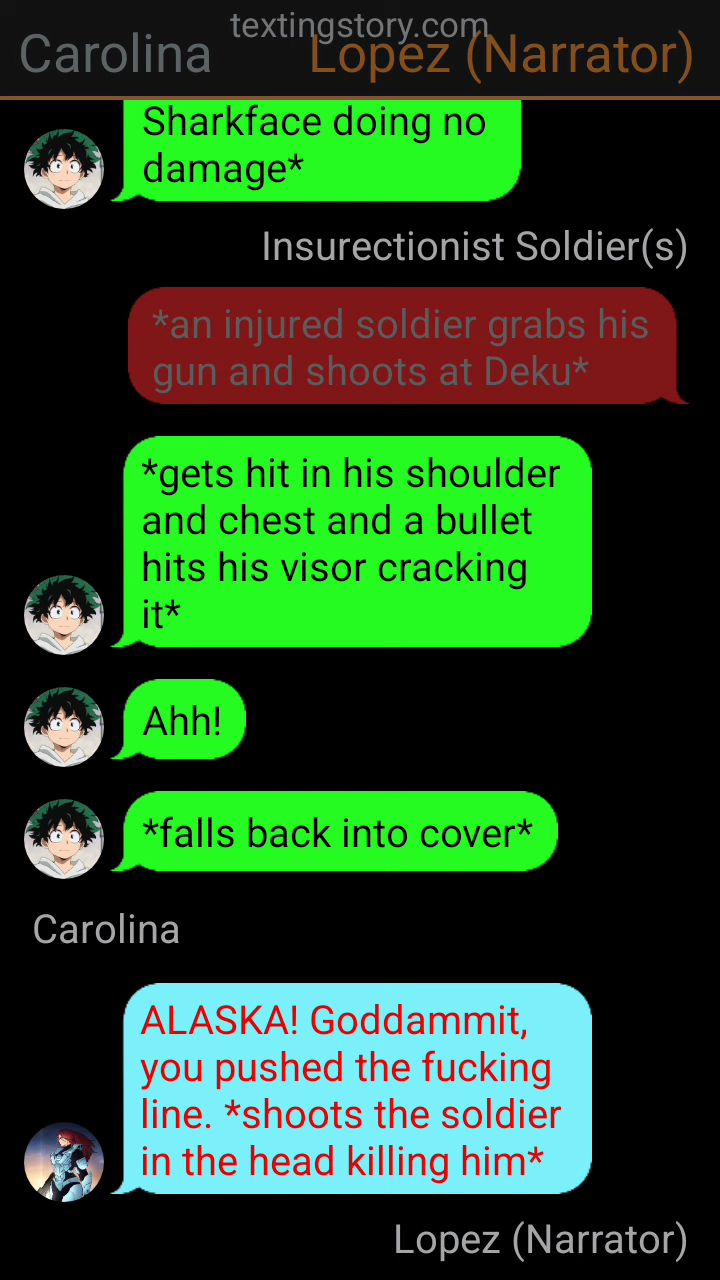 textingstory.com
Carolina
Lopez (Narrator)
Sharkface doing no
damage*
Insurectionist Soldier(s)
*an injured soldier grabs his
gun and shoots at Deku*
*gets hit in his shoulder
and chest and a bullet
hits his visor cracking
it*
Ahh!
*falls back into cover*
Carolina
ALASKA! Goddammit,
you pushed the fucking
line. *shoots the soldier
in the head killing him*
Lopez (Narrator)